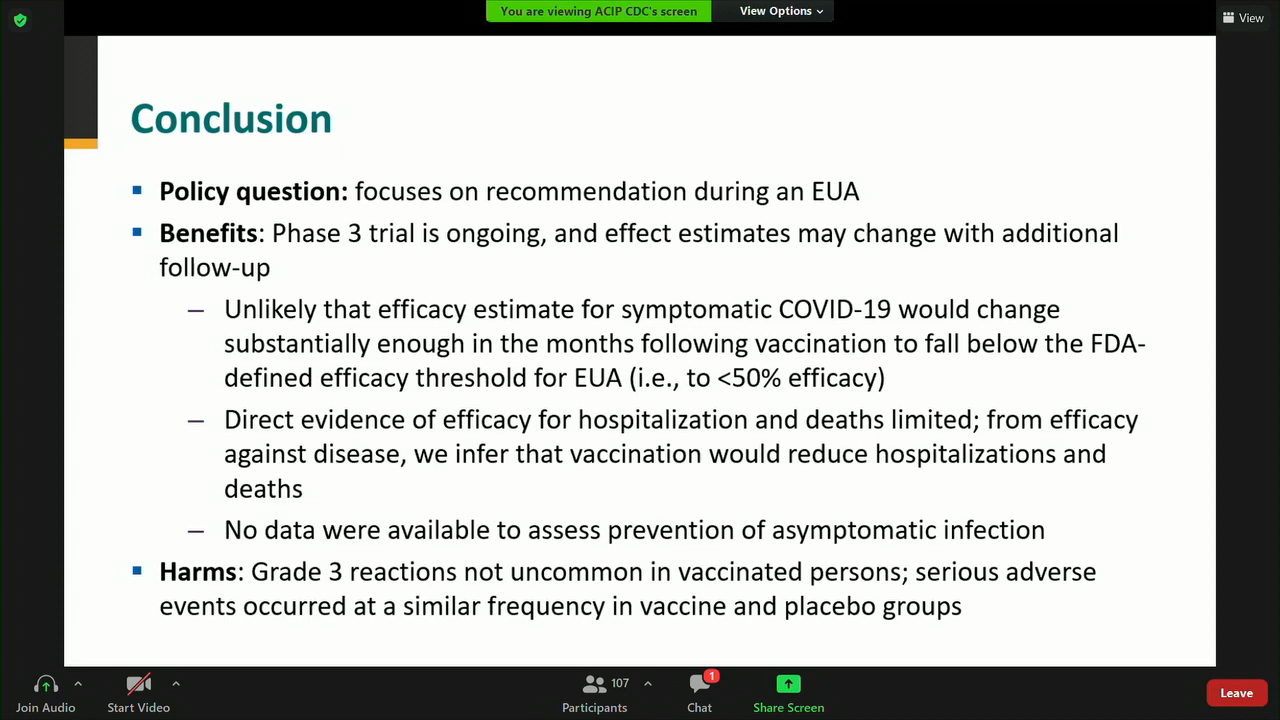 You are viewing ACIP CDC's screen
View Options
View
Conclusion
▪ Policy question: focuses on recommendation during an EUA
▪ Benefits: Phase 3 trial is ongoing, and effect estimates may change with additional
follow-up
– Unlikely that efficacy estimate for symptomatic COVID-19 would change
substantially enough in the months following vaccination to fall below the FDA-
defined efficacy threshold for EUA (i.e., to <50% efficacy)
– Direct evidence of efficacy for hospitalization and deaths limited; from efficacy
against disease, we infer that vaccination would reduce hospitalizations and
deaths
– No data were available to assess prevention of asymptomatic infection
▪ Harms: Grade 3 reactions not uncommon in vaccinated persons; serious adverse
events occurred at a similar frequency in vaccine and placebo groups
Join Audio
Start Video
107
Participants
1
Chat
Share Screen
Leave